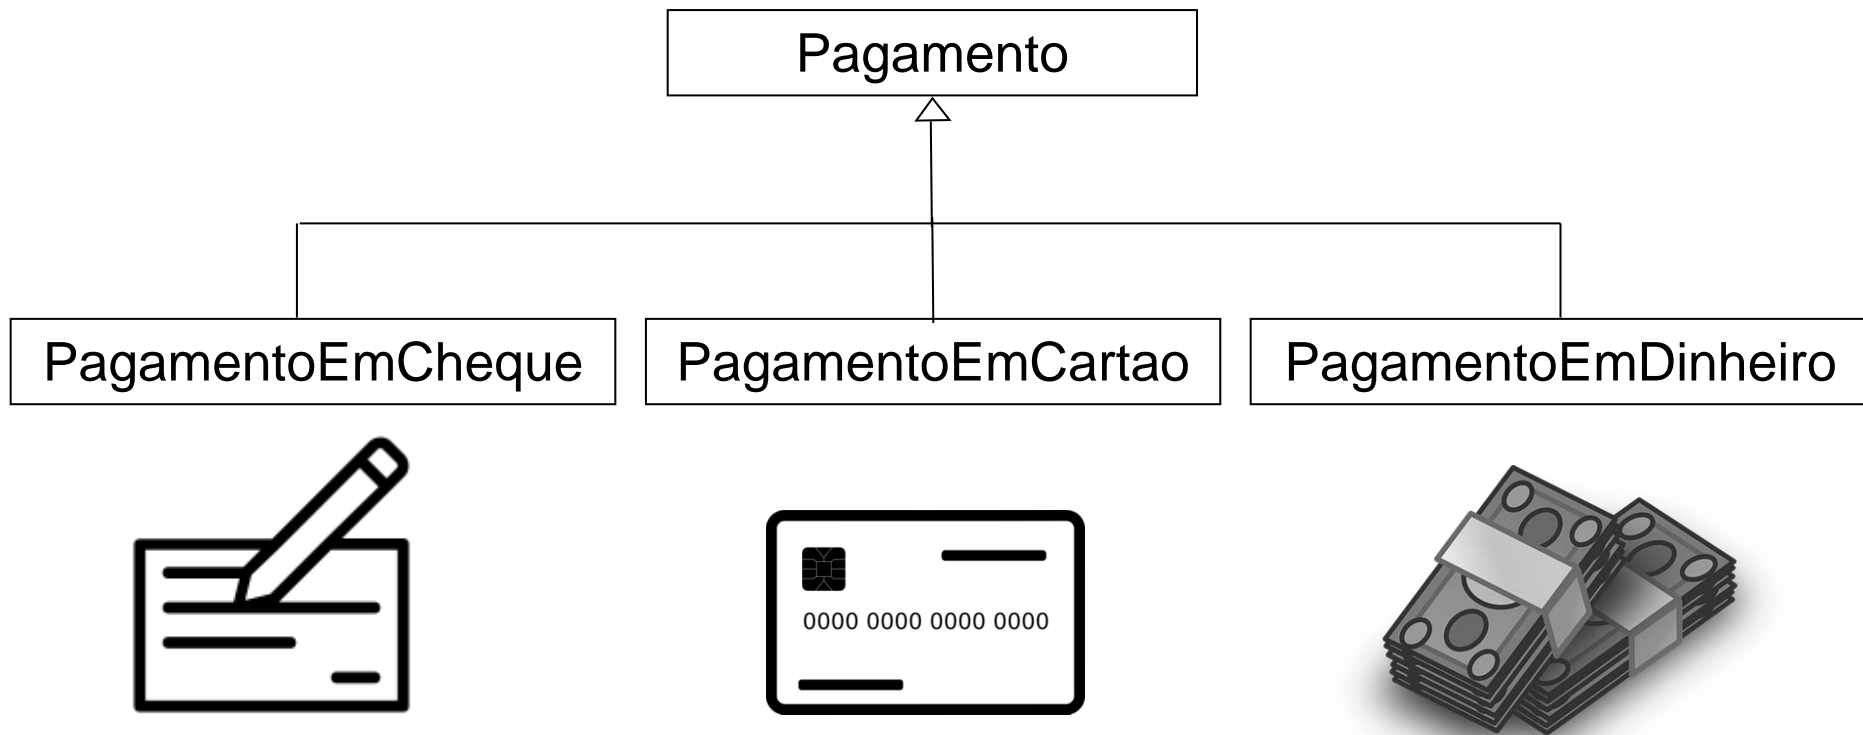 Pagamento
PagamentoEmCheque
PagamentoEmCartao
PagamentoEmDinheiro
0000 0000 0000 0000